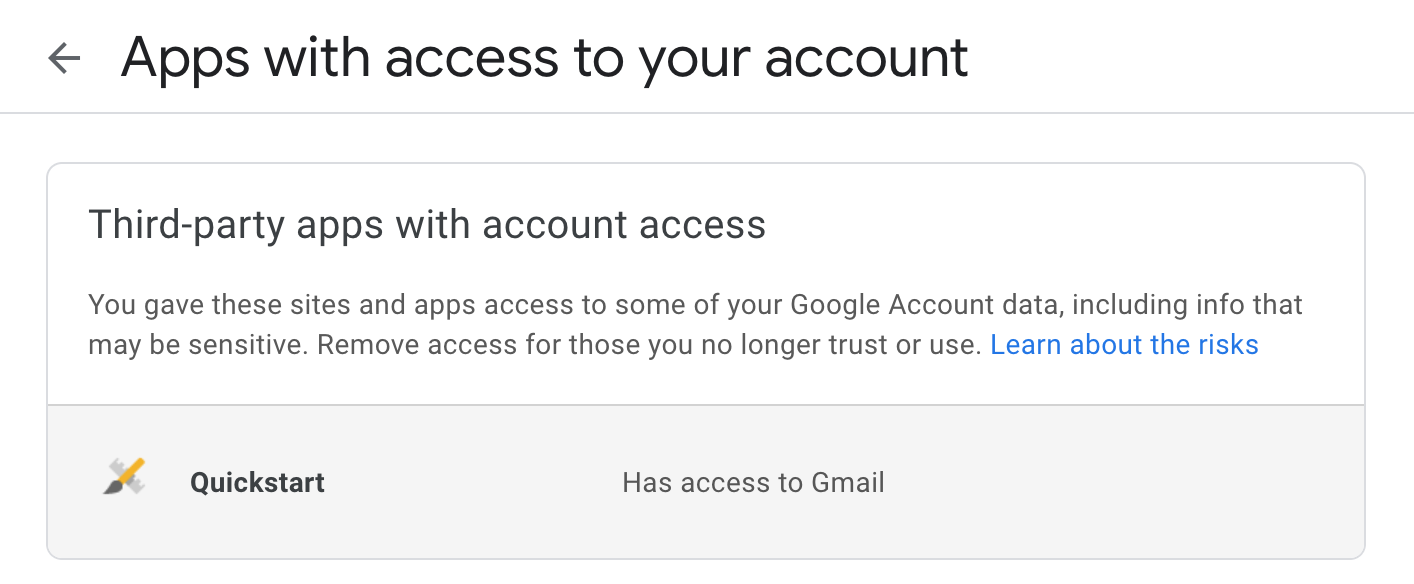 Apps with access to your account
Third-party apps with account access
You gave these sites and apps access to some of your Google Account data, including info that
may be sensitive. Remove access for those you no longer trust or use. Learn about the risks
Quickstart Has access to Gmail